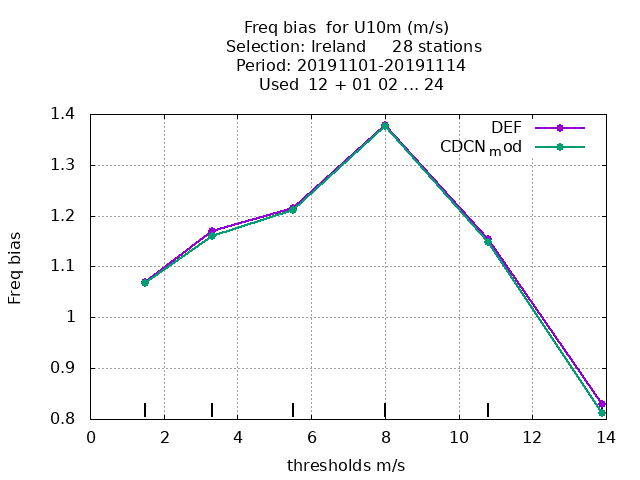 Freq bias  for U10m (m/s)
Selection: Ireland     28 stations
Period: 20191101-20191114
Used  12 + 01 02 ... 24
DEF
CDCNmod
Freq bias
1.4
1.3
1.2
1.1
1
0.9
0.8
0 2 4 6 8 10 12 14
thresholds m/s